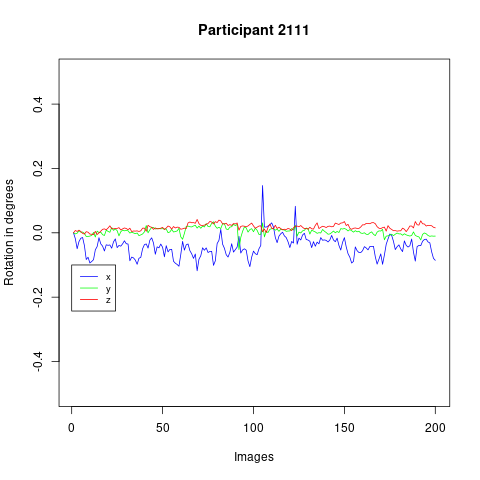 Participant 2111
Rotation in degrees
0.4
0.2
0.0
-0.2
-0.4
x
y
z
0 50 100 150 200
Images